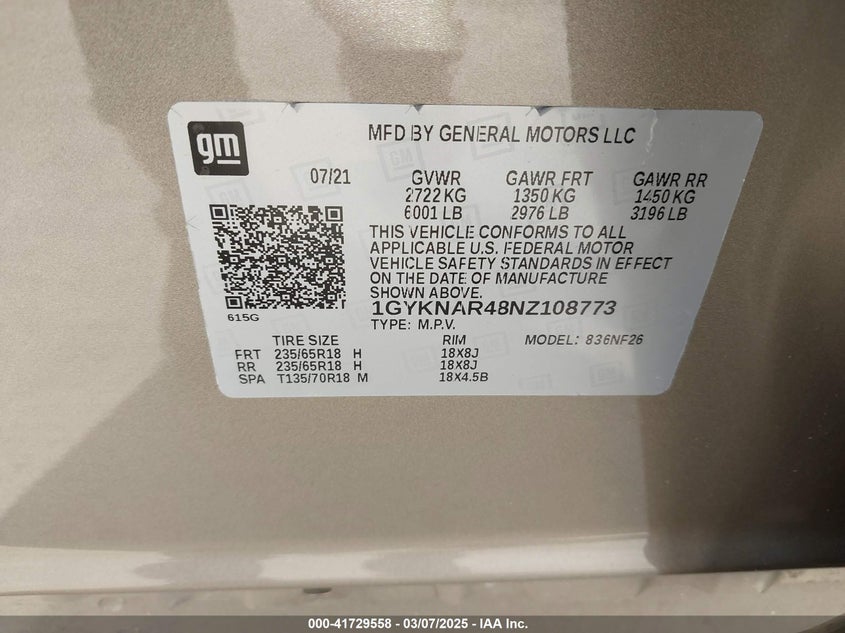 gm
MFD BY GENERAL MOTORS LLC
07/21 GVWR GAWR FRT GAWR RR
2722 KG 1350 KG 1450 KG
6001 LB 2976 LB 3196 LB
THIS VEHICLE CONFORMS TO ALL
APPLICABLE U.S. FEDERAL MOTOR
VEHICLE SAFETY STANDARDS IN EFFECT
ON THE DATE OF MANUFACTURE
SHOWN ABOVE.
615G
1GYKNAR48NZ108773
TYPE: M.P.V.
TIRE SIZE RIM MODEL: 836NF26
FRT 235/65R18 H 18X8J
RR 235/65R18 H 18X8J
SPA T135/70R18 M 18X4.5B
000-41729558 - 03/07/2025 - IAA Inc.